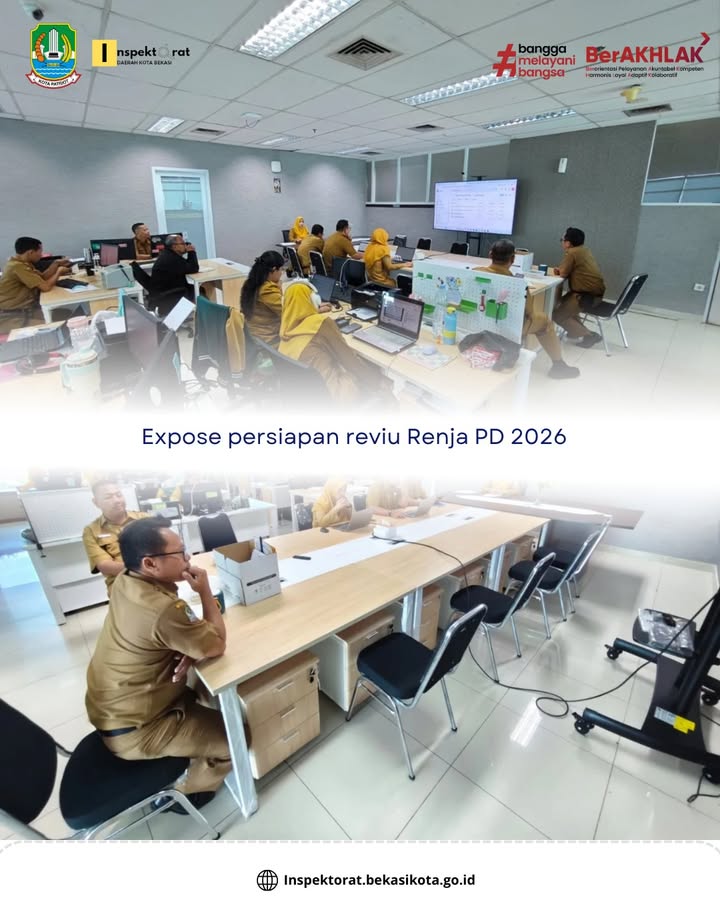 KOTA PATRIOT
Inspektorat
DAERAH KOTA BEKASI
#bangga
melayani
bangsa
BerAKHLAK
Berorientasi Pelayanan Akuntabel Kompeten
Harmonis Loyal Adaptif Kolaboratif
Expose persiapan reviu Renja PD 2026
Inspektorat.bekasikota.go.id